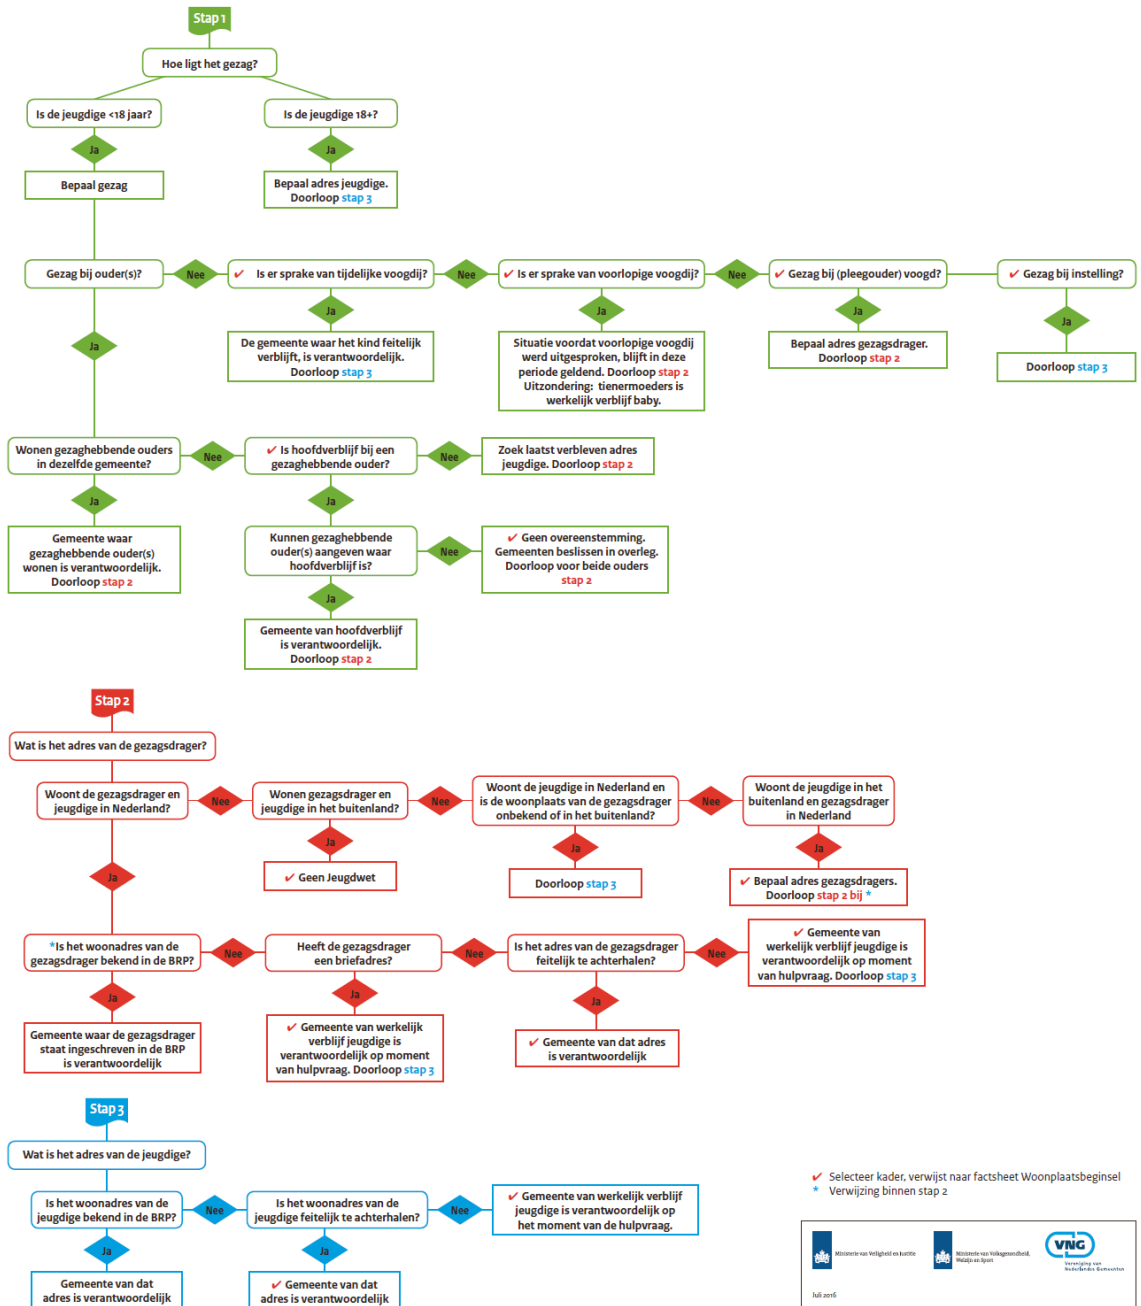 Stap 1
Hoe ligt het gezag?
Is de jeugdige <18 jaar?
Is de jeugdige 18+?
Ja
Ja
Bepaal gezag
Bepaal adres jeugdige.
Doorloop stap 3
Gezag bij ouder(s)?
Nee
✓ Is er sprake van tijdelijke voogdij?
Nee
✓ Is er sprake van voorlopige voogdij?
Nee
✓ Gezag bij (pleegouder) voogd?
✓ Gezag bij instelling?
Ja
Ja
Ja
Ja
Ja
De gemeente waar het kind feitelijk
verblijft, is verantwoordelijk.
Doorloop stap 3
Situatie voordat voorlopige voogdij
werd uitgesproken, blijft in deze
periode geldend. Doorloop stap 2
Uitzondering: tienermoeders is
werkelijk verblijf baby.
Bepaal adres gezagsdrager.
Doorloop stap 2
Doorloop stap 3
Wonen gezaghebbende ouders
in dezelfde gemeente?
Nee
✓ Is hoofdverblijf bij een
gezaghebbende ouder?
Nee
Zoek laatst verbleven adres
jeugdige. Doorloop stap 2
Ja
Ja
Gemeente waar
gezaghebbende ouder(s)
wonen is verantwoordelijk.
Doorloop stap 2
Kunnen gezaghebbende
ouder(s) aangeven waar
hoofdverblijf is?
Nee
✓ Geen overeenstemming.
Gemeenten beslissen in overleg.
Doorloop voor beide ouders
stap 2
Ja
Gemeente van hoofdverblijf
is verantwoordelijk.
Doorloop stap 2
Stap 2
Wat is het adres van de gezagsdrager?
Woont de gezagsdrager en
jeugdige in Nederland?
Nee
Wonen gezagsdrager en
jeugdige in het buitenland?
Nee
Woont de jeugdige in Nederland en
is de woonplaats van de gezagsdrager
onbekend of in het buitenland?
Nee
Woont de jeugdige in het
buitenland en gezagsdrager
in Nederland
Ja
Ja
Ja
Ja
✓ Geen Jeugdwet
Doorloop stap 3
✓ Bepaal adres gezagsdragers.
Doorloop stap 2 bij *
*Is het woonadres van de
gezagsdrager bekend in de BRP?
Nee
Heeft de gezagsdrager
een briefadres?
Nee
Is het adres van de gezagsdrager
feitelijk te achterhalen?
Nee
✓ Gemeente van
werkelijk verblijf jeugdige is
verantwoordelijk op moment
van hulpvraag. Doorloop stap 3
Ja
Ja
Ja
Gemeente waar de gezagsdrager
staat ingeschreven in de BRP
is verantwoordelijk
✓ Gemeente van werkelijk
verblijf jeugdige is
verantwoordelijk op moment
van hulpvraag. Doorloop stap 3
✓ Gemeente van dat adres
is verantwoordelijk
Stap 3
Wat is het adres van de jeugdige?
Is het woonadres van de
jeugdige bekend in de BRP?
Nee
Is het woonadres van de
jeugdige feitelijk te achterhalen?
Nee
✓ Gemeente van werkelijk verblijf
jeugdige is verantwoordelijk op
het moment van de hulpvraag.
Ja
Ja
Gemeente van dat
adres is verantwoordelijk
✓ Gemeente van dat
adres is verantwoordelijk
✓ Selecteer kader, verwijst naar factsheet Woonplaatsbeginsel
* Verwijzing binnen stap 2
Ministerie van Veiligheid en Justitie
Ministerie van Volksgezondheid,
Welzijn en Sport
VNG
Vereniging van
Nederlandse Gemeenten
Juli 2016